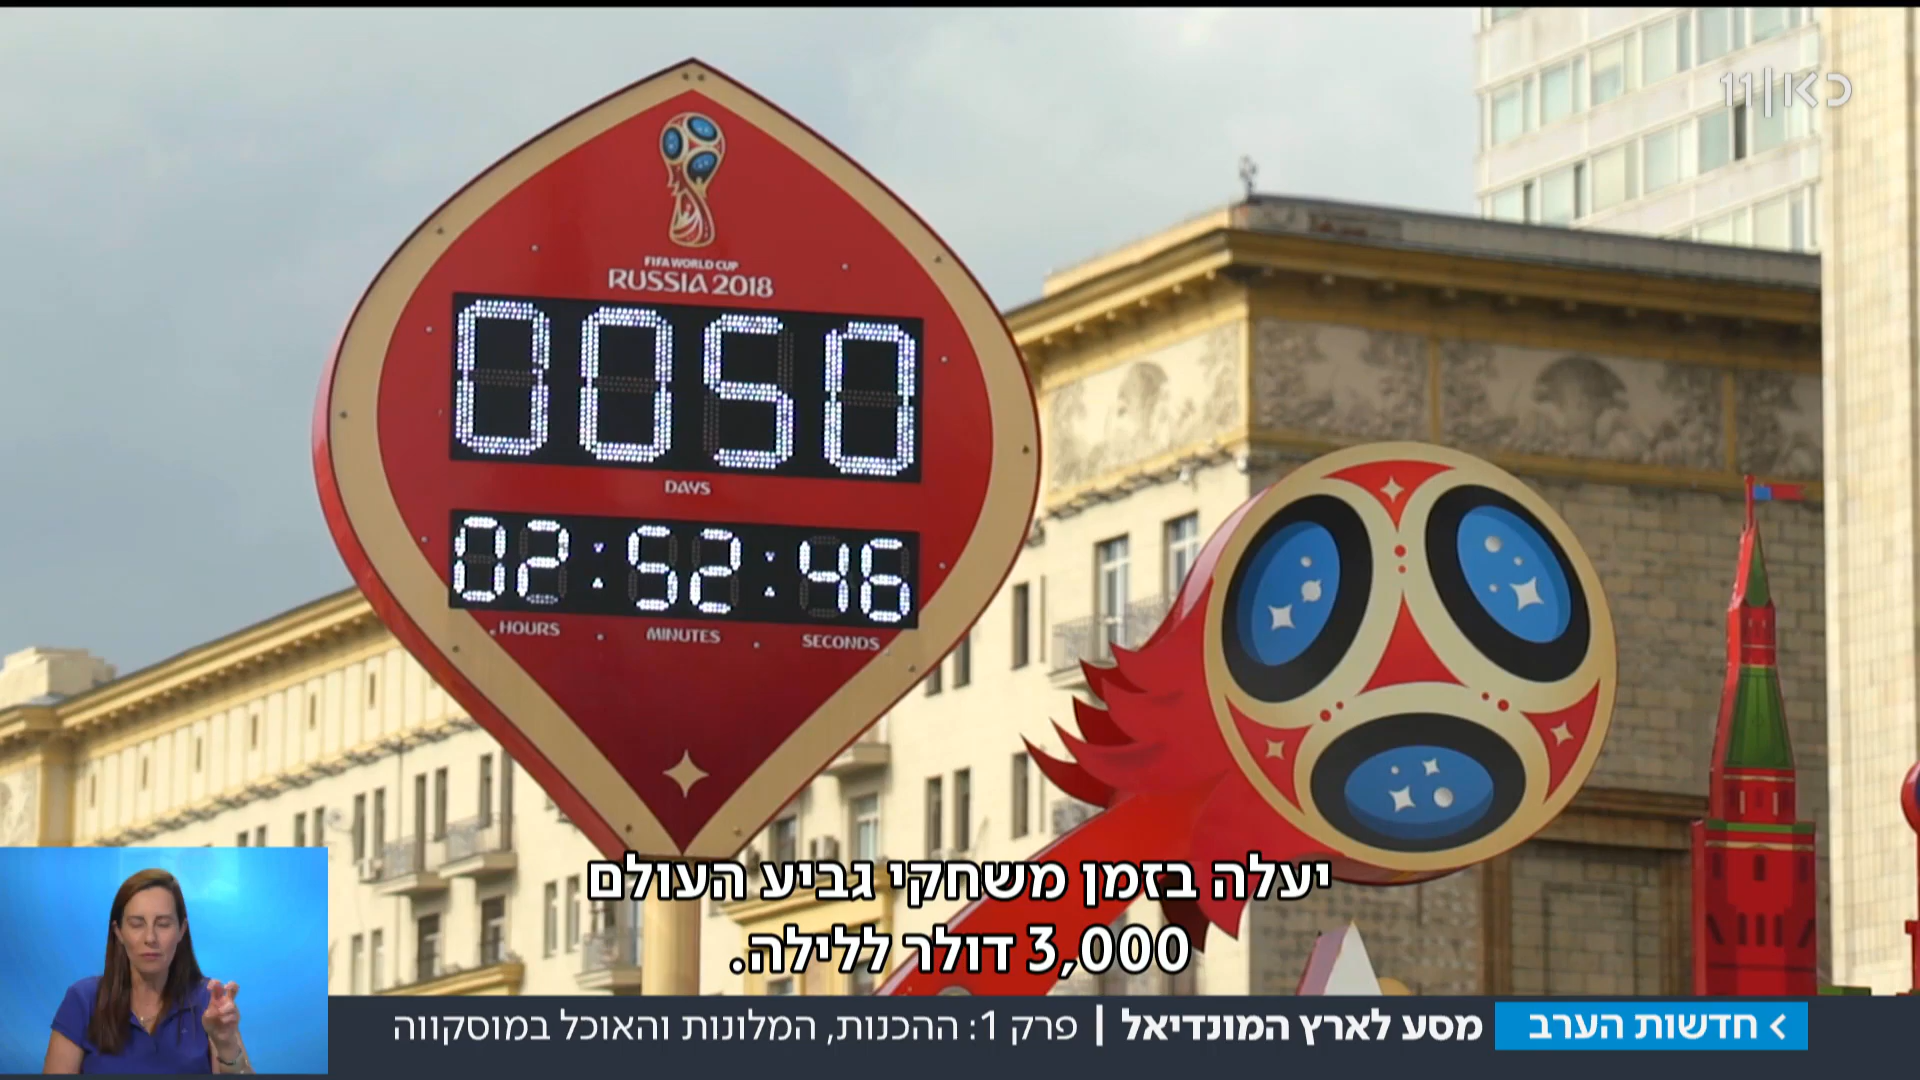 כאן|11
FIFA WORLD CUP
RUSSIA 2018
0050
DAYS
02:52:46
HOURS MINUTES SECONDS
יעלה בזמן משחקי גביע העולם
3,000 דולר ללילה.
חדשות הערב מסע לארץ המונדיאל | פרק 1: ההכנות, המלונות והאוכל במוסקווה